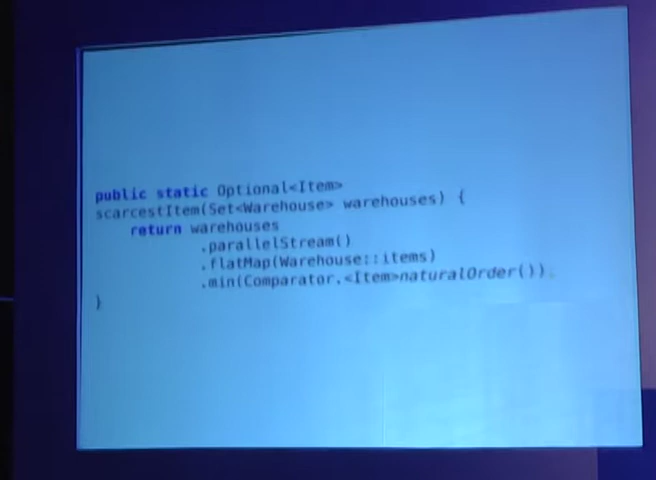 public static Optional<Item>
scarcestItem(Set<Warehouse> warehouses) {
return warehouses
.parallelStream()
.flatMap(Warehouse::items)
.min(Comparator.<Item>naturalOrder());
}